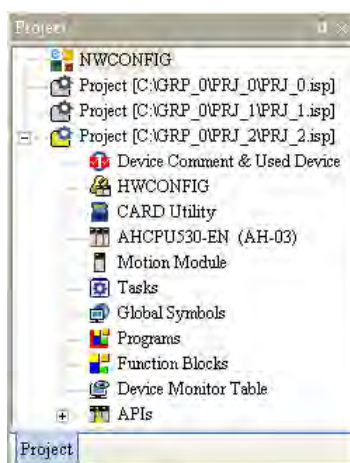 Project
NWCONFIG
Project [C:\GRP_0\PRJ_0\PRJ_0.isp]
Project [C:\GRP_0\PRJ_1\PRJ_1.isp]
Project [C:\GRP_0\PRJ_2\PRJ_2.isp]
Device Comment & Used Device
HWCONFIG
CARD Utility
AHCPU530-EN (AH-03)
Motion Module
Tasks
Global Symbols
Programs
Function Blocks
Device Monitor Table
APIs
Project